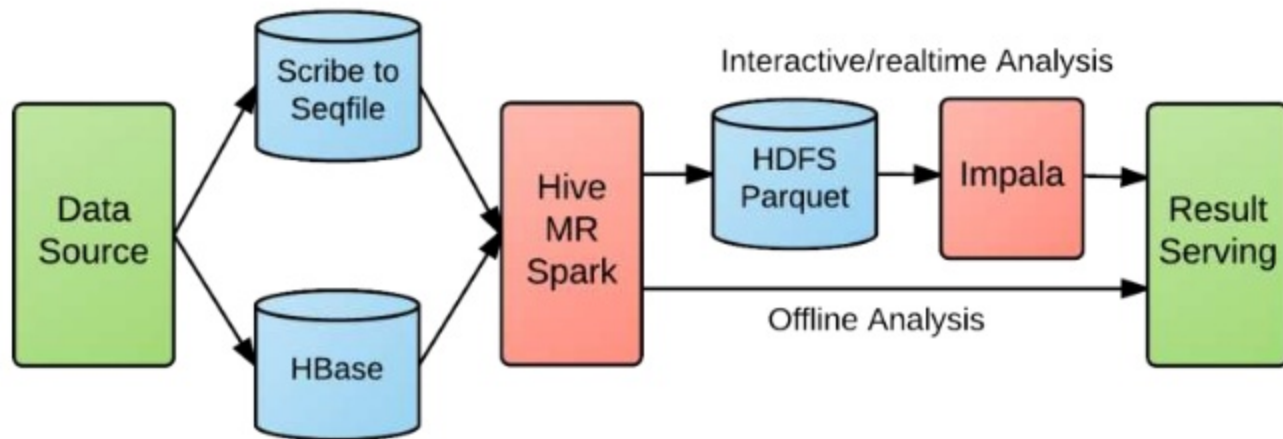 Data
Source
Scribe to
Seqfile
HBase
Hive
MR
Spark
Interactive/realtime Analysis
HDFS
Parquet
Impala
Offline Analysis
Result
Serving